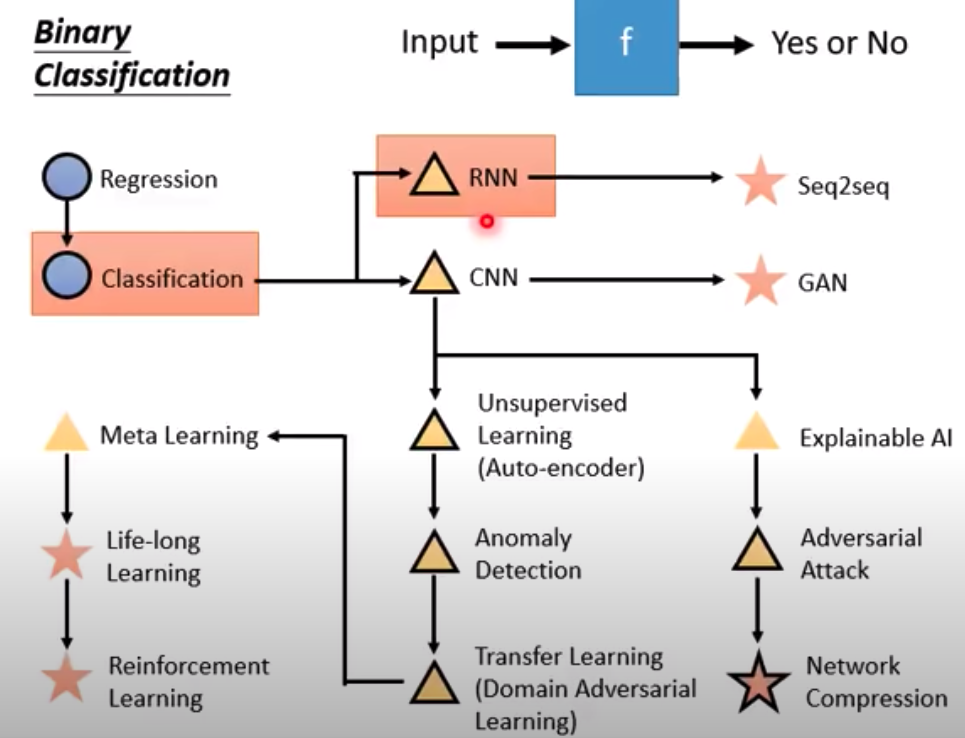 Binary
Classification
Input
f
Yes or No
Regression
RNN
Seq2seq
Classification
CNN
GAN
Meta Learning
Unsupervised
Learning
(Auto-encoder)
Explainable AI
Life-long
Learning
Anomaly
Detection
Adversarial
Attack
Reinforcement
Learning
Transfer Learning
(Domain Adversarial
Learning)
Network
Compression